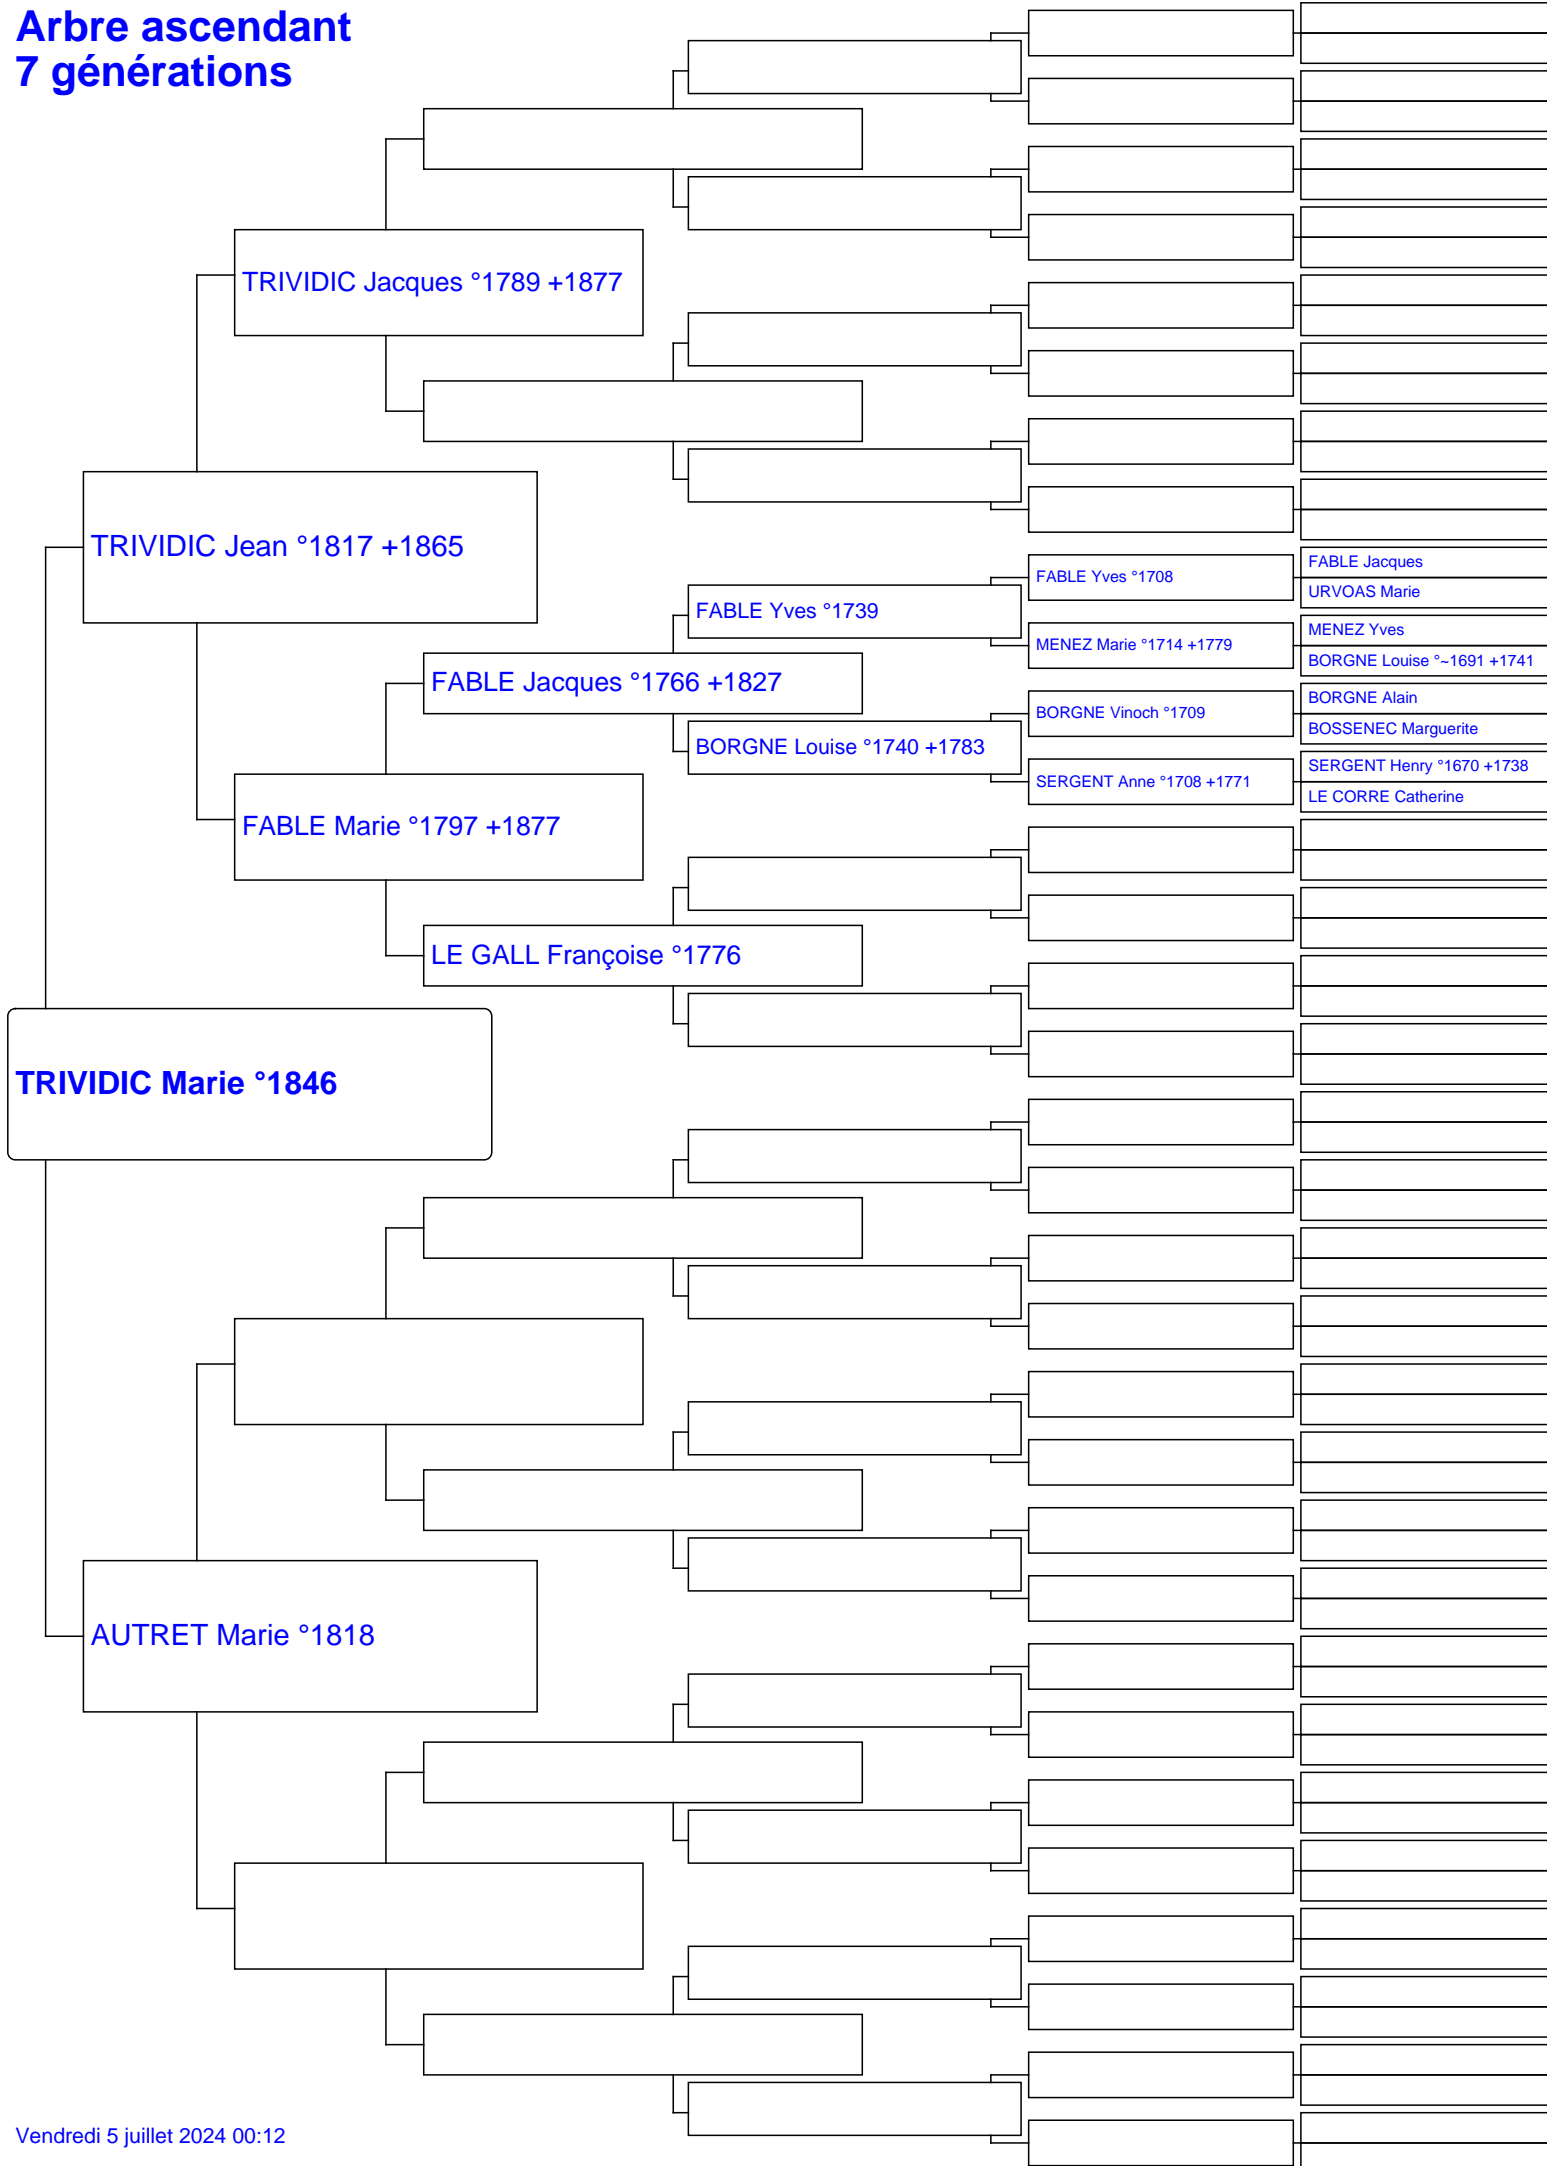 Arbre ascendant
7 générations
TRIVIDIC Jacques °1789 +1877
TRIVIDIC Jean °1817 +1865
FABLE Yves °1708
FABLE Jacques
URVOAS Marie
FABLE Yves °1739
MENEZ Marie °1714 +1779
MENEZ Yves
BORGNE Louise °~1691 +1741
FABLE Jacques °1766 +1827
BORGNE Vinoch °1709
BORGNE Alain
BOSSENEC Marguerite
BORGNE Louise °1740 +1783
SERGENT Anne °1708 +1771
SERGENT Henry °1670 +1738
LE CORRE Catherine
FABLE Marie °1797 +1877
LE GALL Françoise °1776
TRIVIDIC Marie °1846
AUTRET Marie °1818
Vendredi 5 juillet 2024 00:12